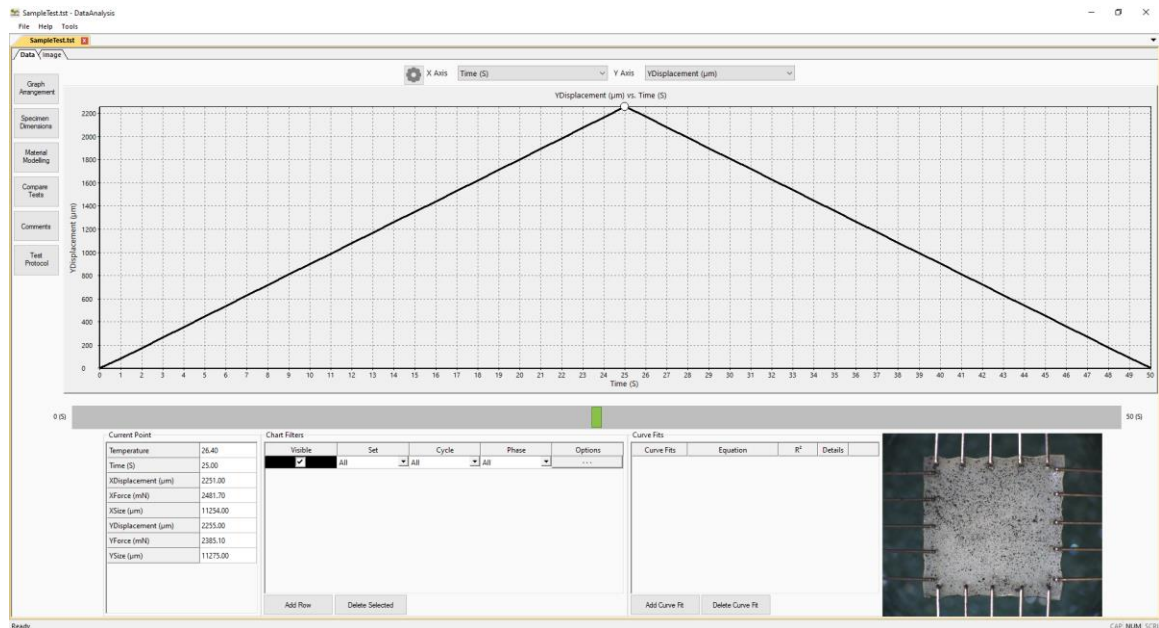 SampleTest.tst - DataAnalysis
File Help Tools
SampleTest.tst
Data Image
X Axis Time (S) Y Axis YDisplacement (µm)
Graph Arrangement
Specimen Dimensions
Material Modelling
Compare Tests
Comments
Test Protocol
YDisplacement (µm) vs. Time (S)
YDisplacement (µm)
2200
2000
1800
1600
1400
1200
1000
800
600
400
200
0
0 1 2 3 4 5 6 7 8 9 10 11 12 13 14 15 16 17 18 19 20 21 22 23 24 25 26 27 28 29 30 31 32 33 34 35 36 37 38 39 40 41 42 43 44 45 46 47 48 49 50
Time (S)
0 (S) 50 (S)
Current Point
Temperature 26.40
Time (S) 25.00
XDisplacement (µm) 2251.00
XForce (mN) 2481.70
XSize (µm) 11254.00
YDisplacement (µm) 2255.00
YForce (mN) 2385.10
YSize (µm) 11275.00
Chart Filters
Visible Set Cycle Phase Options
All All All ...
Add Row Delete Selected
Curve Fits
Curve Fits Equation R² Details
Add Curve Fit Delete Curve Fit
Ready CAP NUM SCRL